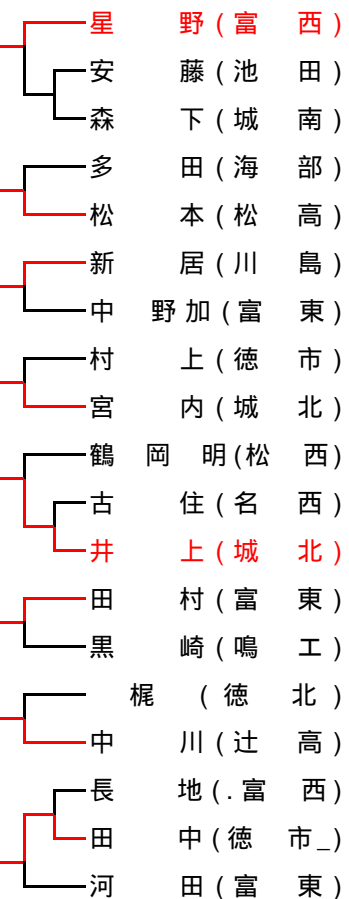 星 野 ( 富 西 )
安 藤 ( 池 田 )
森 下 ( 城 南 )
多 田 ( 海 部 )
松 本 ( 松 高 )
新 居 ( 川 島 )
中 野 加 ( 富 東 )
村 上 ( 徳 市 )
宮 内 ( 城 北 )
鶴 岡 明 ( 松 西 )
古 住 ( 名 西 )
井 上 ( 城 北 )
田 村 ( 富 東 )
黒 崎 ( 鳴 工 )
梶 ( 徳 北 )
中 川 ( 辻 高 )
長 地 ( . 富 西 )
田 中 ( 徳 市 _ )
河 田 ( 富 東 )